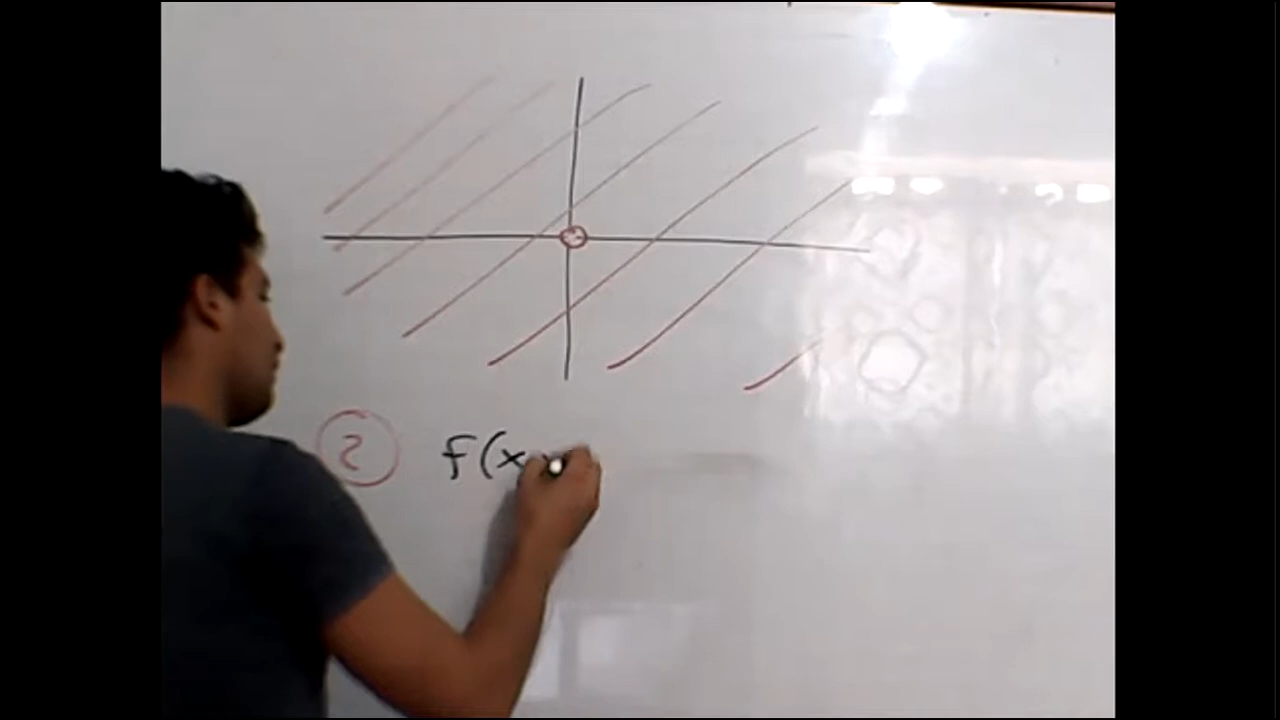 ② f(x,